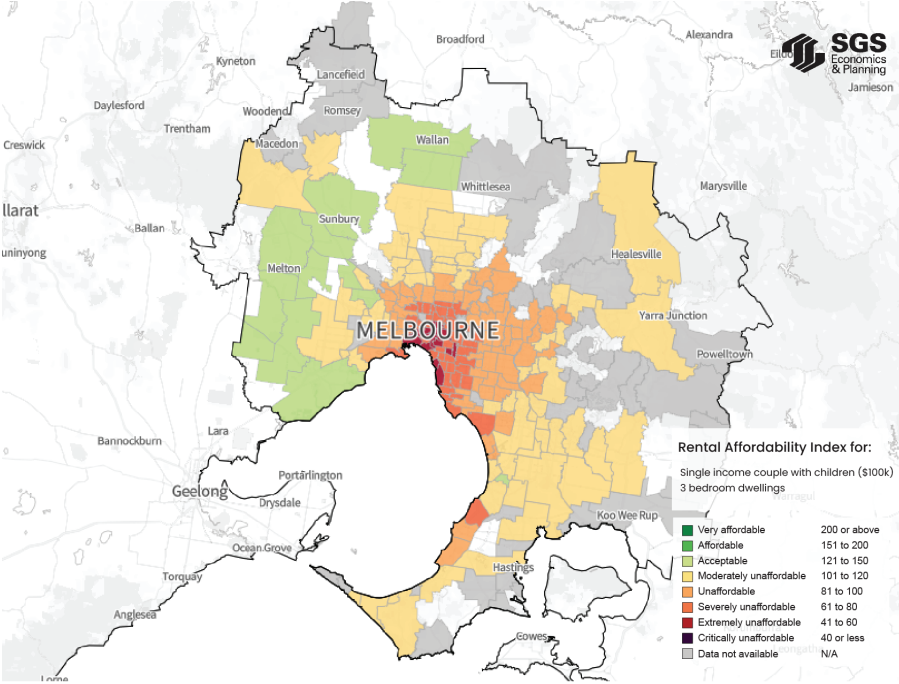 Broadford
Alexandra
Eildo
SGS
Economics
& Planning
Kyneton
Lancefield
Jamieson
Daylesford
Woodend
Romsey
Trentham
Wallan
Creswick
Macedon
Whittlesea
Marysville
llarat
Sunbury
Ballan
uninyong
Healesville
Melton
MELBOURNE
Yarra Junction
Powelltown
Lara
Bannockburn
Rental Affordability Index for:
Single income couple with children ($100k)
3 bedroom dwellings
Portarlington
Geelong
Drysdale
Warragul
Koo Wee Rup
Very affordable 200 or above
Affordable 151 to 200
Acceptable 121 to 150
Moderately unaffordable 101 to 120
Unaffordable 81 to 100
Severely unaffordable 61 to 80
Extremely unaffordable 41 to 60
Critically unaffordable 40 or less
Data not available N/A
Ocean Grove
Hastings
Torquay
Anglesea
Cowes
Leongatha
Lorne